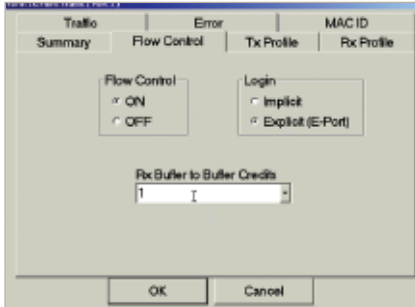 Traffic Error MAC ID
Summary Flow Control Tx Profile Rx Profile
Flow Control Login
ON Implicit
OFF Explicit (E-Port)
Rx Buffer to Buffer Credits
1
OK Cancel